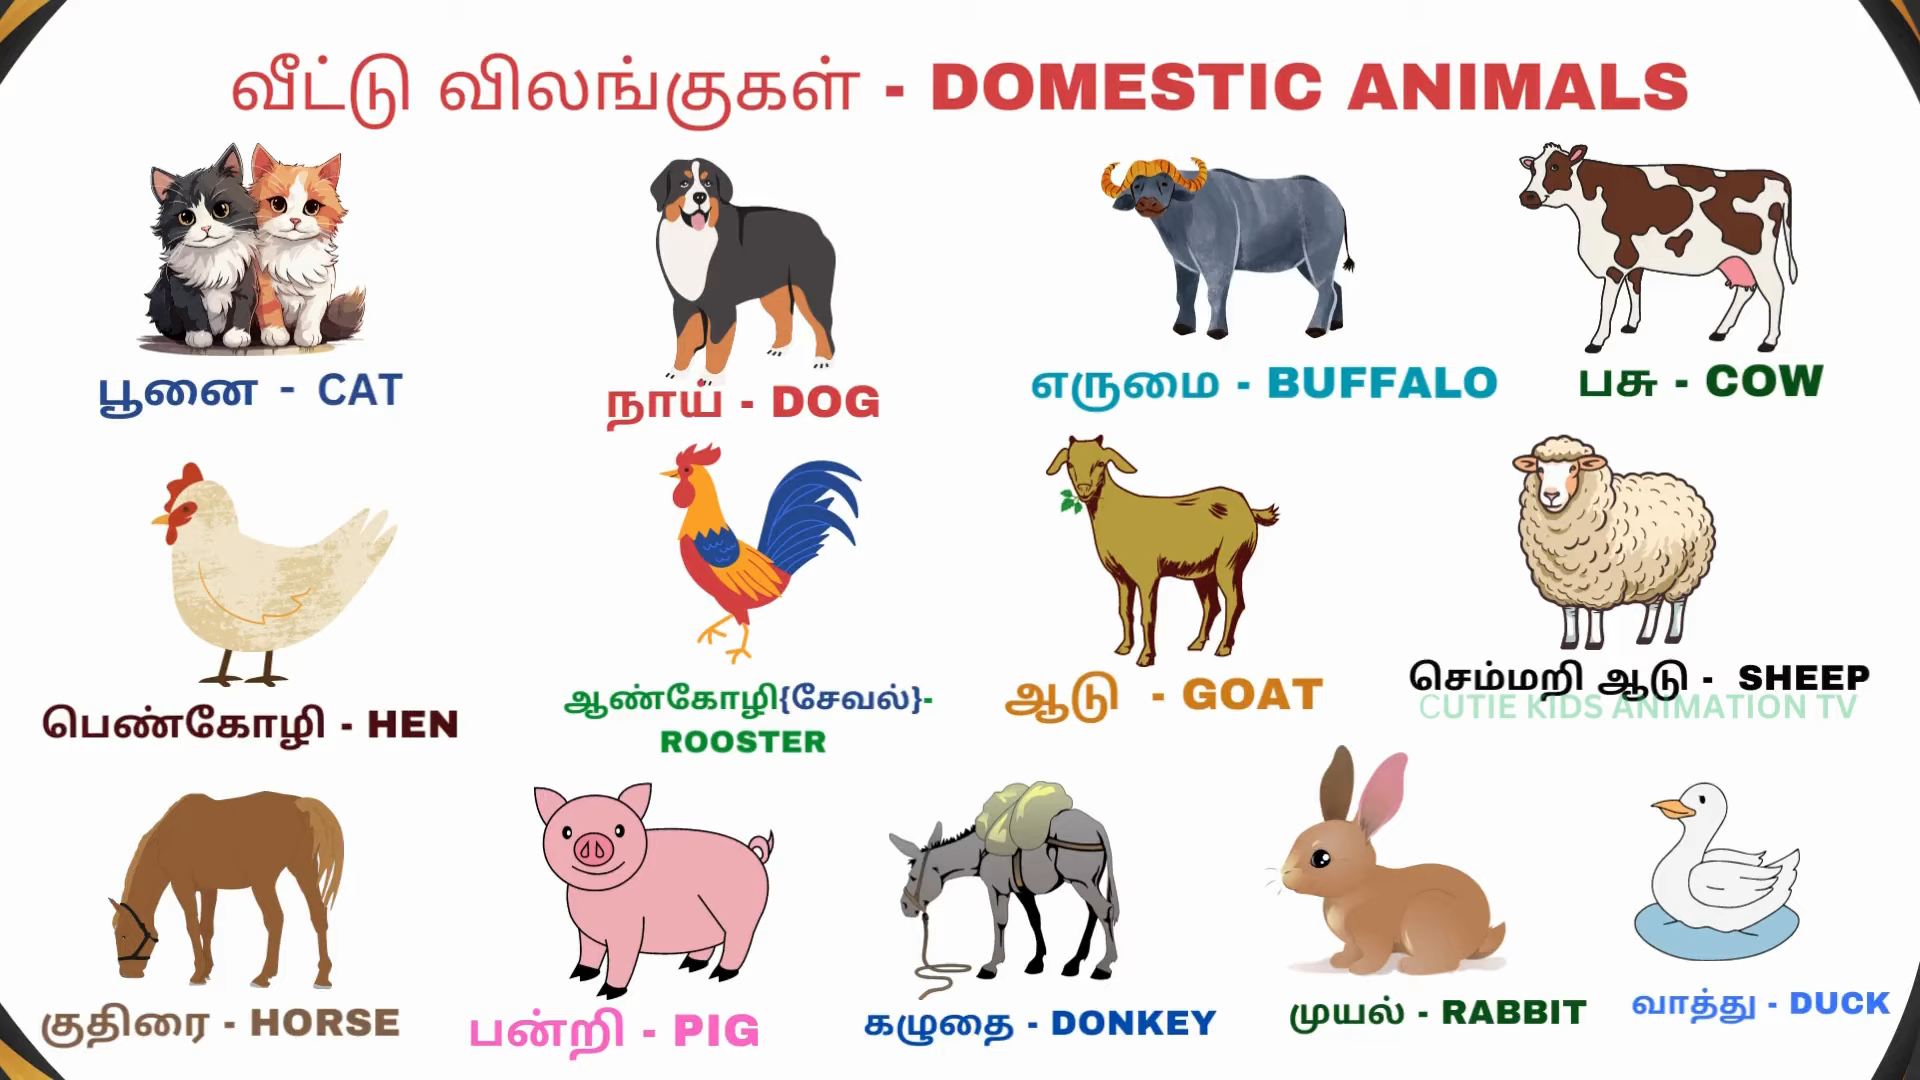 வீட்டு விலங்குகள் - DOMESTIC ANIMALS
பூனை - CAT
நாய் - DOG
எருமை - BUFFALO
பசு - COW
பெண்கோழி - HEN
ஆண்கோழி{சேவல்}-
ROOSTER
ஆடு - GOAT
செம்மறி ஆடு - SHEEP
CUTIE KIDS ANIMATION TV
குதிரை - HORSE
பன்றி - PIG
கழுதை - DONKEY
முயல் - RABBIT
வாத்து - DUCK